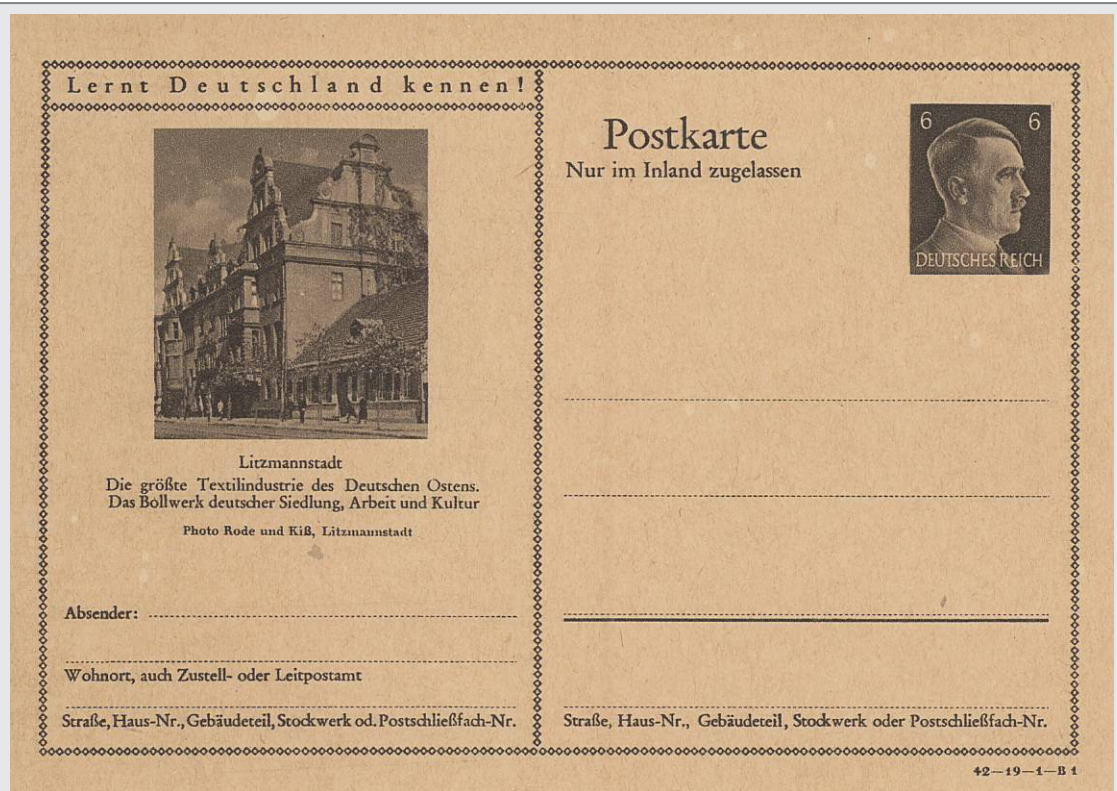 Lernt Deutschland kennen!
Litzmannstadt
Die größte Textilindustrie des Deutschen Ostens.
Das Bollwerk deutscher Siedlung, Arbeit und Kultur
Photo Rode und Kiß, Litzmannstadt
Absender:
Wohnort, auch Zustell- oder Leitpostamt
Straße, Haus-Nr., Gebäudeteil, Stockwerk od. Postschließfach-Nr.
Postkarte
Nur im Inland zugelassen
6 6
DEUTSCHES REICH
Straße, Haus-Nr., Gebäudeteil, Stockwerk oder Postschließfach-Nr.
42—19—1—B 1